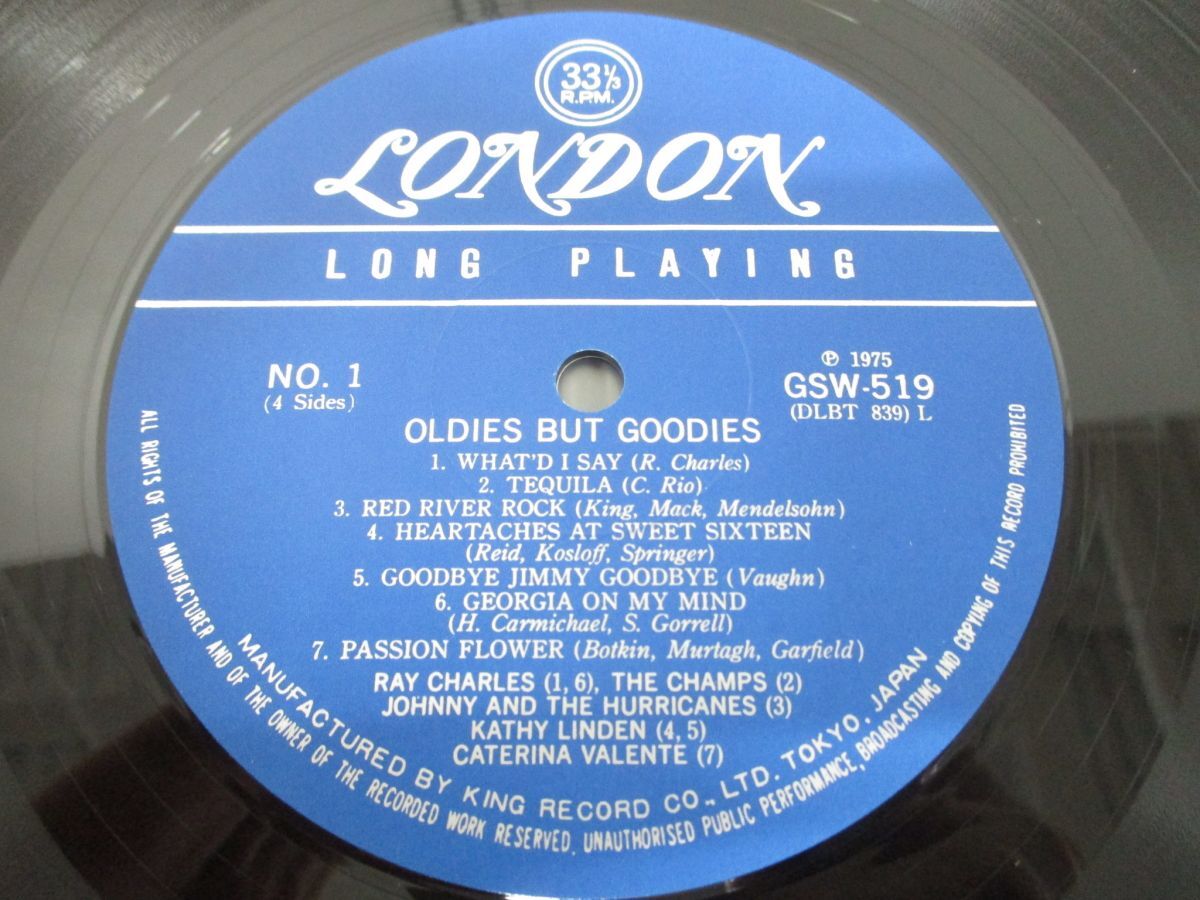 33⅓
R.P.M.
LONDON
LONG PLAYING
NO. 1
(4 Sides)
℗ 1975
GSW-519
(DLBT 839) L
OLDIES BUT GOODIES
1. WHAT'D I SAY (R. Charles)
2. TEQUILA (C. Rio)
3. RED RIVER ROCK (King, Mack, Mendelsohn)
4. HEARTACHES AT SWEET SIXTEEN
(Reid, Kosloff, Springer)
5. GOODBYE JIMMY GOODBYE (Vaughn)
6. GEORGIA ON MY MIND
(H. Carmichael, S. Gorrell)
7. PASSION FLOWER (Botkin, Murtagh, Garfield)
RAY CHARLES (1, 6), THE CHAMPS (2)
JOHNNY AND THE HURRICANES (3)
KATHY LINDEN (4, 5)
CATERINA VALENTE (7)
MANUFACTURED BY KING RECORD CO., LTD. TOKYO, JAPAN
ALL RIGHTS OF THE MANUFACTURER AND OF THE OWNER OF THE RECORDED WORK RESERVED. UNAUTHORISED PUBLIC PERFORMANCE, BROADCASTING AND COPYING OF THIS RECORD PROHIBITED